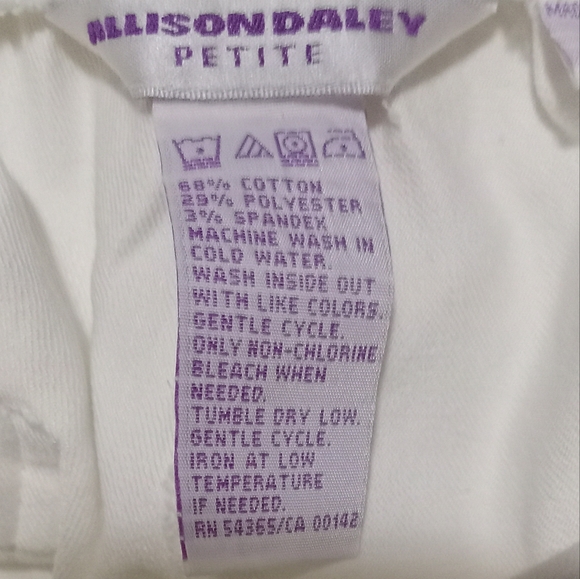 ALLISON DALEY
PETITE
68% COTTON
29% POLYESTER
3% SPANDEX
MACHINE WASH IN
COLD WATER.
WASH INSIDE OUT
WITH LIKE COLORS.
GENTLE CYCLE.
ONLY NON-CHLORINE
BLEACH WHEN
NEEDED.
TUMBLE DRY LOW.
GENTLE CYCLE.
IRON AT LOW
TEMPERATURE
IF NEEDED.
RN 54365/CA 00142